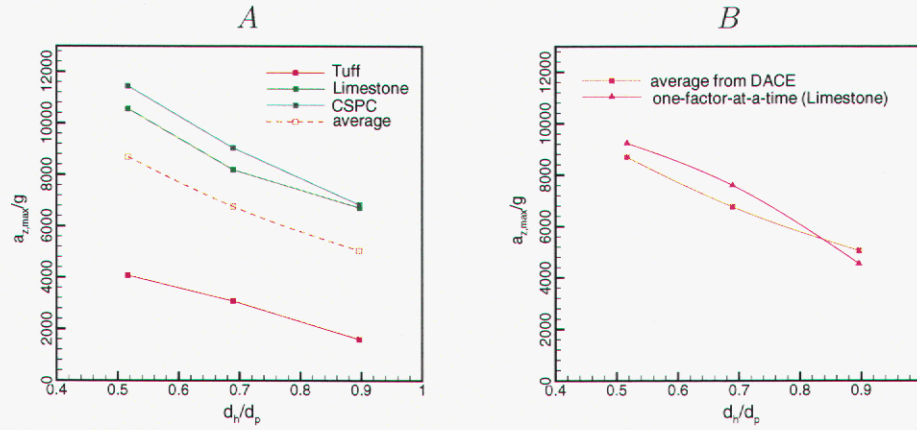 A
B
12000
10000
8000
6000
4000
2000
0
a_z,max/g
Tuff
Limestone
CSPC
average
0.4
0.5
0.6
0.7
0.8
0.9
1
d_h/d_p
12000
10000
8000
6000
4000
2000
0
a_z,max/g
average from DACE
one-factor-at-a-time (Limestone)
0.4
0.5
0.6
0.7
0.8
0.9
d_h/d_p